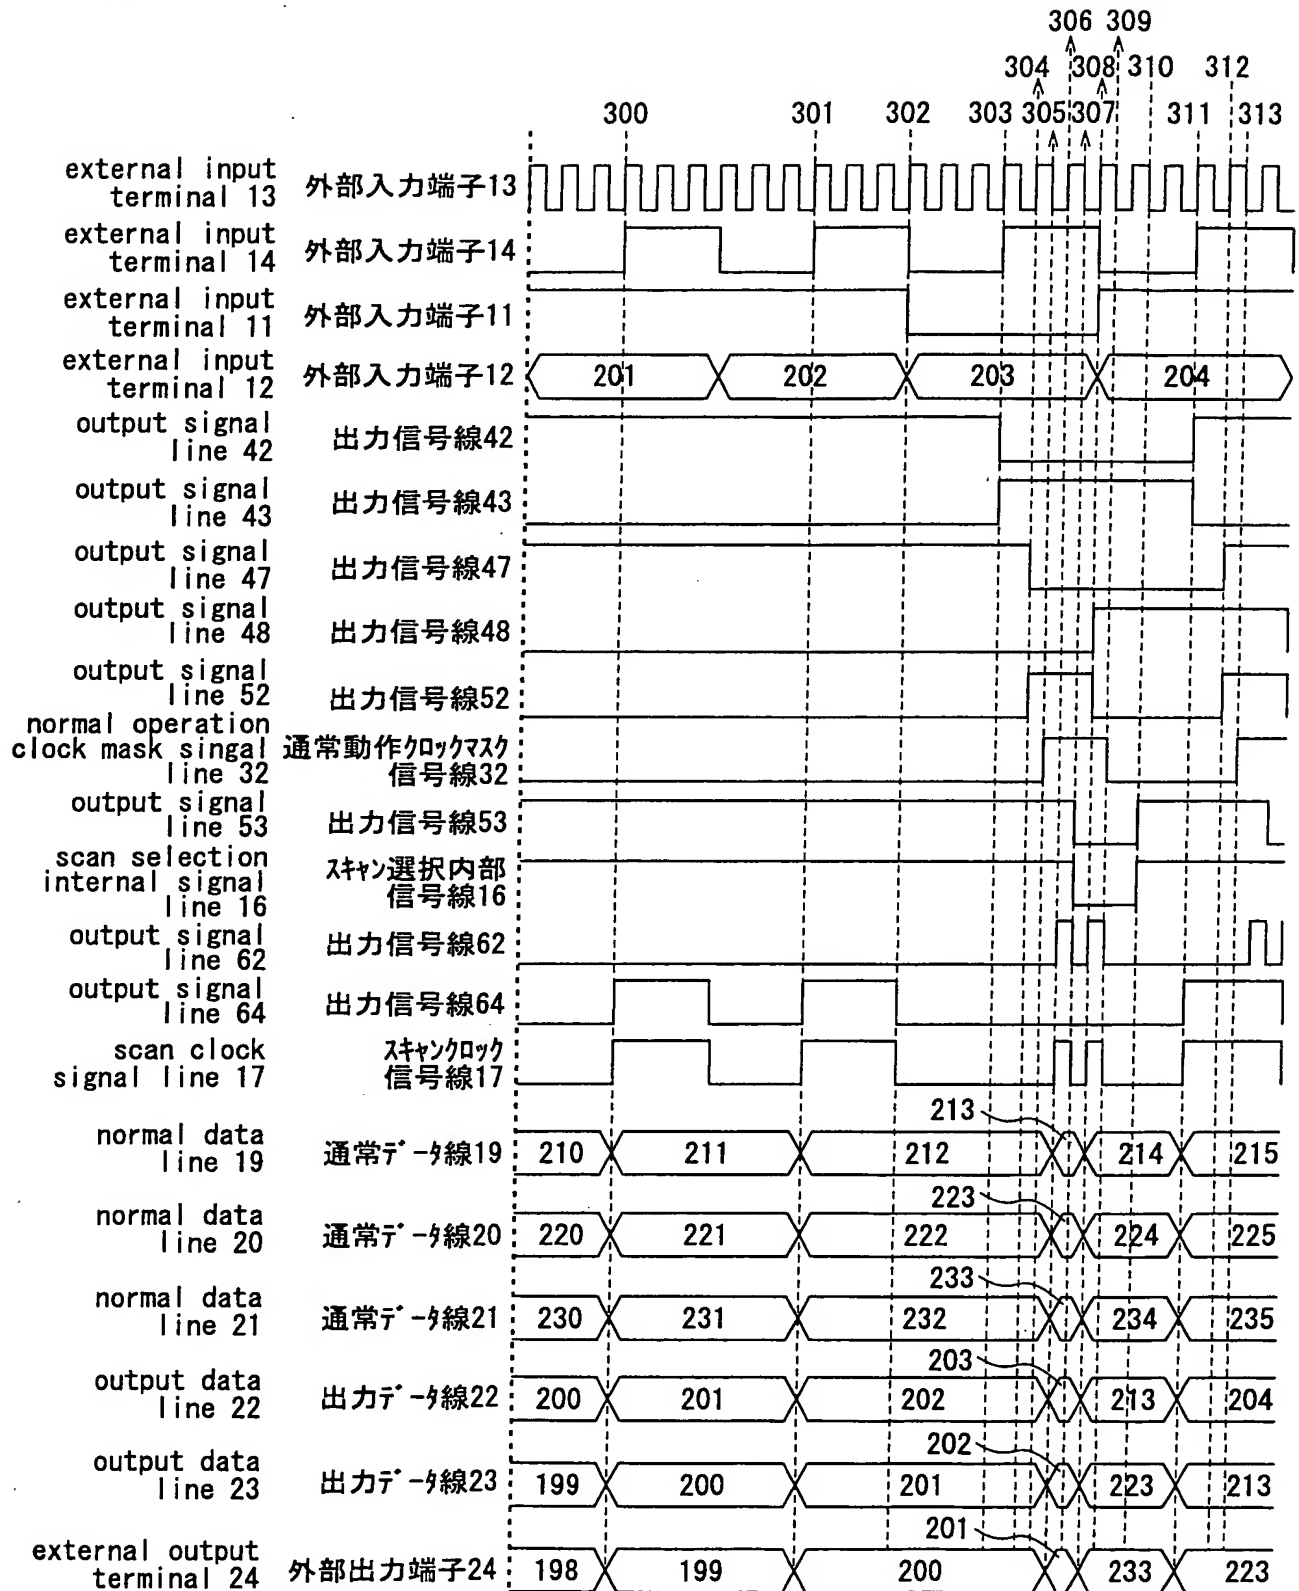 306 309
304 308 310 312
300 301 302 303 305 307 311 313
external input
terminal 13 外部入力端子13
external input
terminal 14 外部入力端子14
external input
terminal 11 外部入力端子11
external input
terminal 12 外部入力端子12 201 202 203 204
output signal
line 42 出力信号線42
output signal
line 43 出力信号線43
output signal
line 47 出力信号線47
output signal
line 48 出力信号線48
output signal
line 52 出力信号線52
normal operation
clock mask singal 通常動作クロックマスク
line 32 信号線32
output signal
line 53 出力信号線53
scan selection
internal signal スキャン選択内部
line 16 信号線16
output signal
line 62 出力信号線62
output signal
line 64 出力信号線64
scan clock スキャンクロック
signal line 17 信号線17
213
normal data
line 19 通常データ線19 210 211 212 214 215
223
normal data
line 20 通常データ線20 220 221 222 224 225
233
normal data
line 21 通常データ線21 230 231 232 234 235
203
output data
line 22 出力データ線22 200 201 202 213 204
202
output data
line 23 出力データ線23 199 200 201 223 213
201
external output
terminal 24 外部出力端子24 198 199 200 233 223